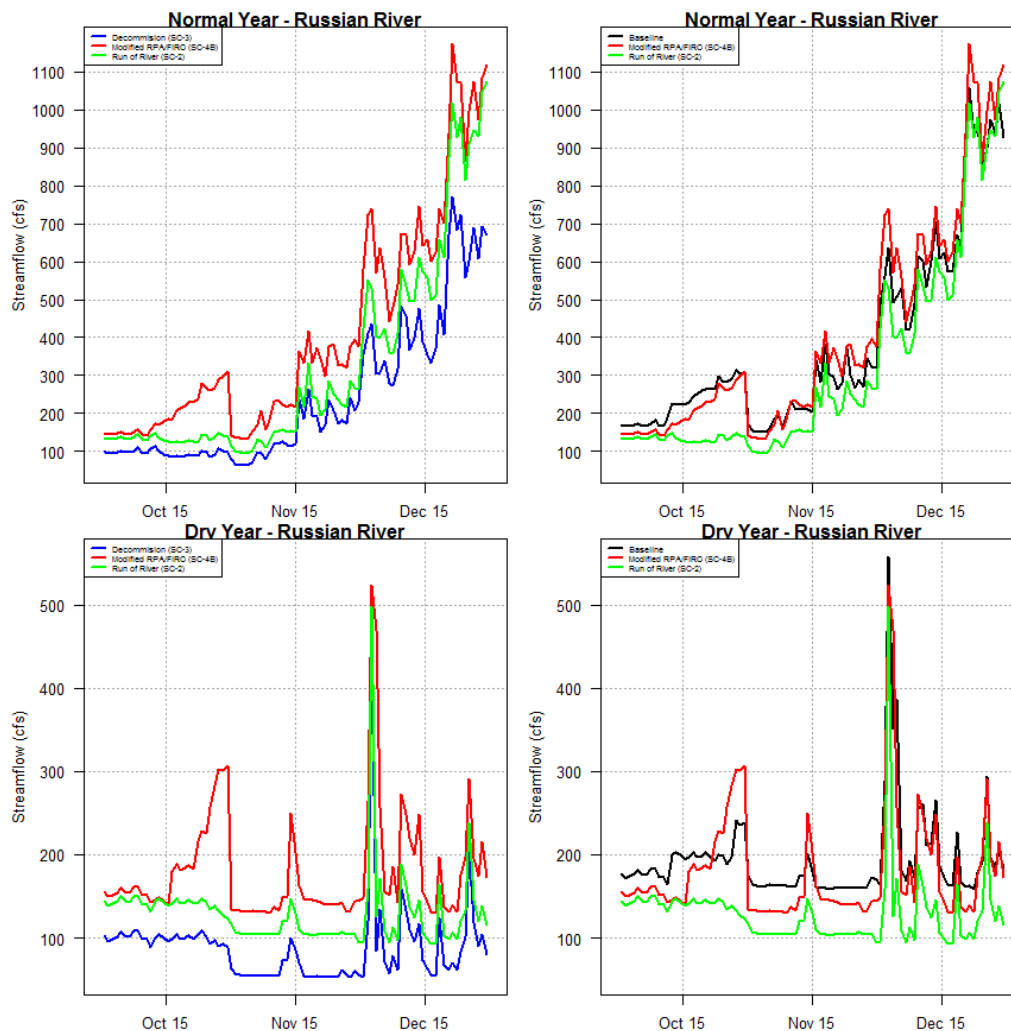 Normal Year - Russian River
Decommision (SC-3)
Modified RPA/FIRO (SC-4B)
Run of River (SC-2)
Streamflow (cfs)
1100
1000
900
800
700
600
500
400
300
200
100
Oct 15
Nov 15
Dec 15
Normal Year - Russian River
Baseline
Modified RPA/FIRO (SC-4B)
Run of River (SC-2)
Streamflow (cfs)
1100
1000
900
800
700
600
500
400
300
200
100
Oct 15
Nov 15
Dec 15
Dry Year - Russian River
Decommision (SC-3)
Modified RPA/FIRO (SC-4B)
Run of River (SC-2)
Streamflow (cfs)
500
400
300
200
100
Oct 15
Nov 15
Dec 15
Dry Year - Russian River
Baseline
Modified RPA/FIRO (SC-4B)
Run of River (SC-2)
Streamflow (cfs)
500
400
300
200
100
Oct 15
Nov 15
Dec 15